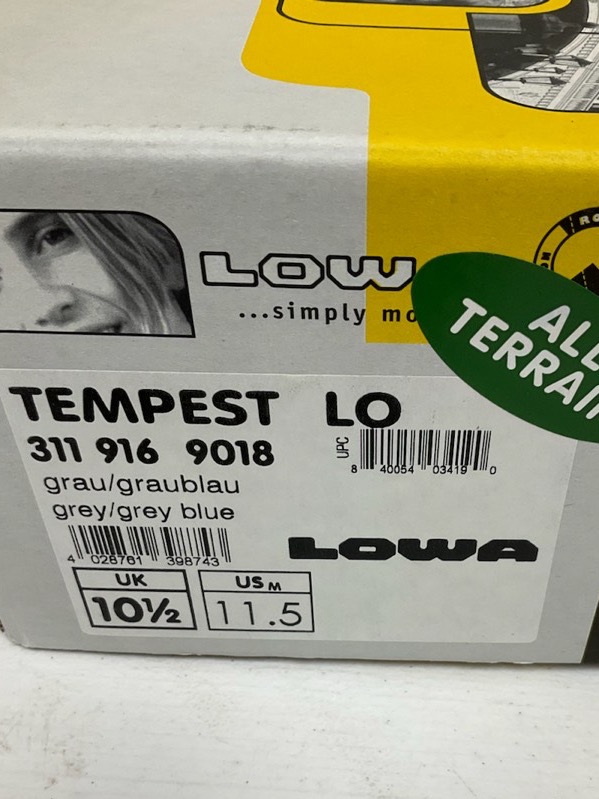 LOW
...simply mo
ALL
TERRAIN
TEMPEST LO
311 916 9018
UPC
8 40054 03419 0
grau/graublau
grey/grey blue
4 028761 398743
LOWA
UK
10½
US M
11.5